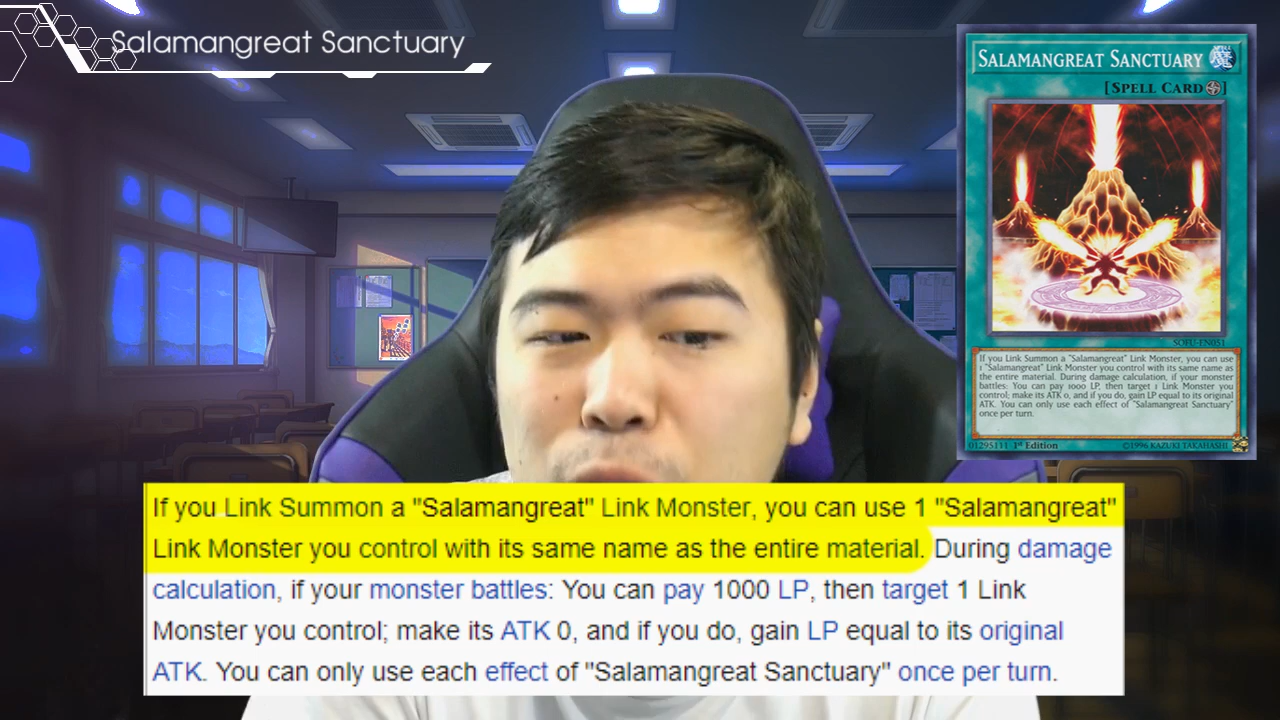 Salamangreat Sanctuary
SALAMANGREAT SANCTUARY
[SPELL CARD]
SOFU-EN051
If you Link Summon a "Salamangreat" Link Monster, you can use
1 "Salamangreat" Link Monster you control with its same name as
the entire material. During damage calculation, if your monster
battles: You can pay 1000 LP, then target 1 Link Monster you
control; make its ATK 0, and if you do, gain LP equal to its original
ATK. You can only use each effect of "Salamangreat Sanctuary"
once per turn.
01295111 1st Edition ©1996 KAZUKI TAKAHASHI
If you Link Summon a "Salamangreat" Link Monster, you can use 1 "Salamangreat"
Link Monster you control with its same name as the entire material. During damage
calculation, if your monster battles: You can pay 1000 LP, then target 1 Link
Monster you control; make its ATK 0, and if you do, gain LP equal to its original
ATK. You can only use each effect of "Salamangreat Sanctuary" once per turn.